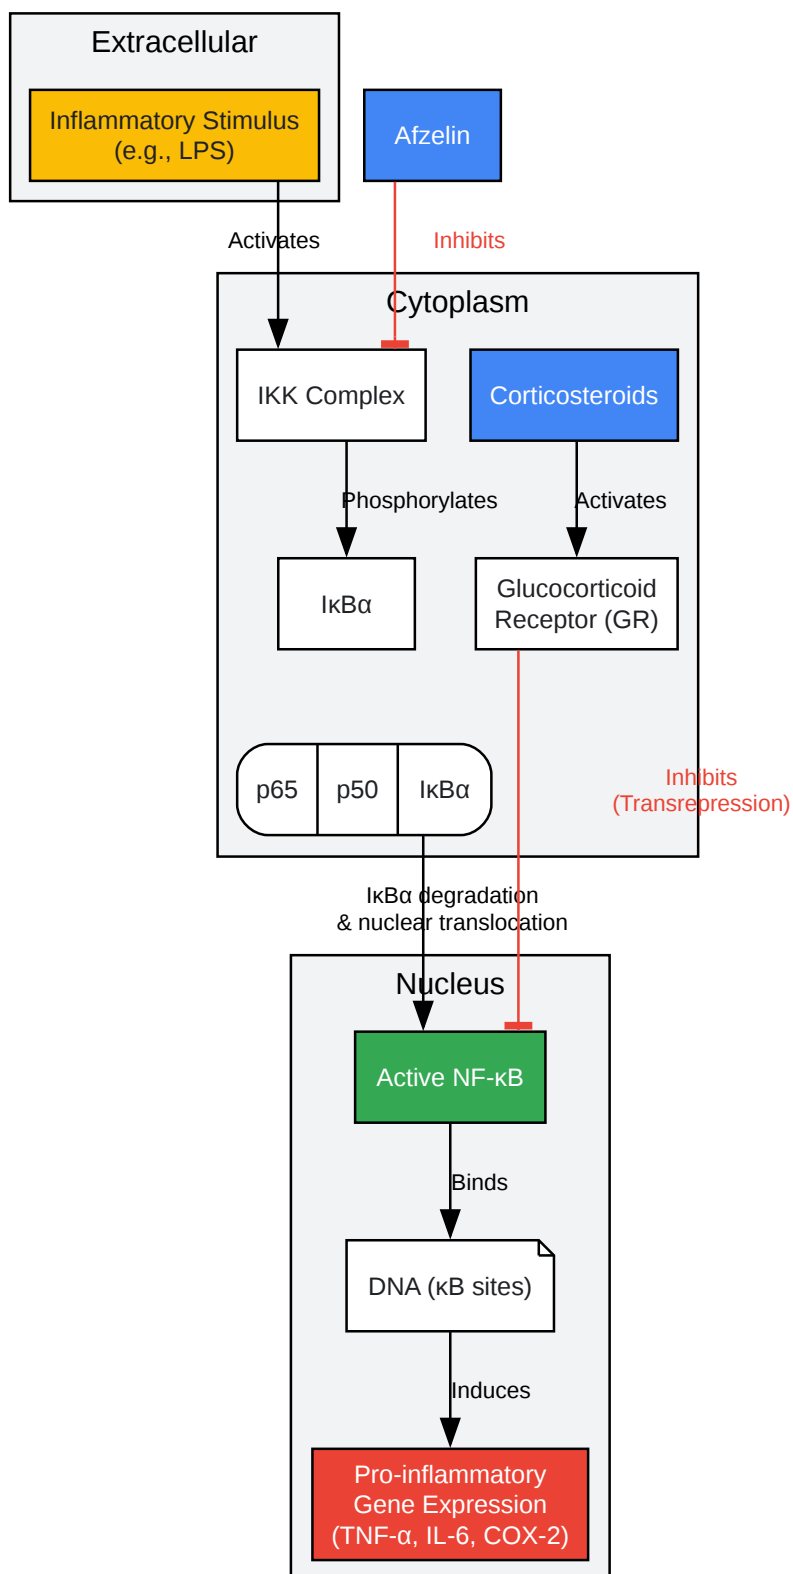 Extracellular
Inflammatory Stimulus
(e.g., LPS)
Afzelin
Activates
Inhibits
Cytoplasm
IKK Complex
Corticosteroids
Phosphorylates
Activates
IκBα
Glucocorticoid
Receptor (GR)
p65
p50
IκBα
Inhibits
(Transrepression)
IκBα degradation
& nuclear translocation
Nucleus
Active NF-κB
Binds
DNA (κB sites)
Induces
Pro-inflammatory
Gene Expression
(TNF-α, IL-6, COX-2)